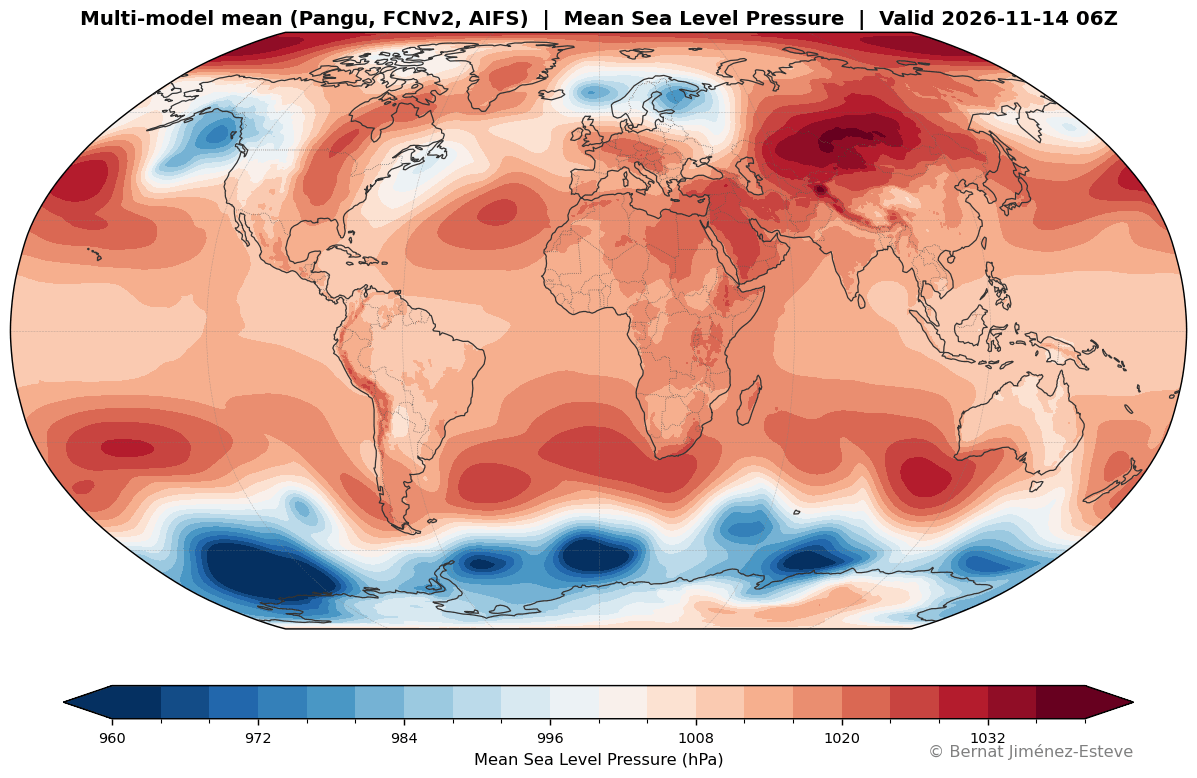 Multi-model mean (Pangu, FCNv2, AIFS) | Mean Sea Level Pressure | Valid 2026-11-14 06Z
960 972 984 996 1008 1020 1032
Mean Sea Level Pressure (hPa)
© Bernat Jiménez-Esteve